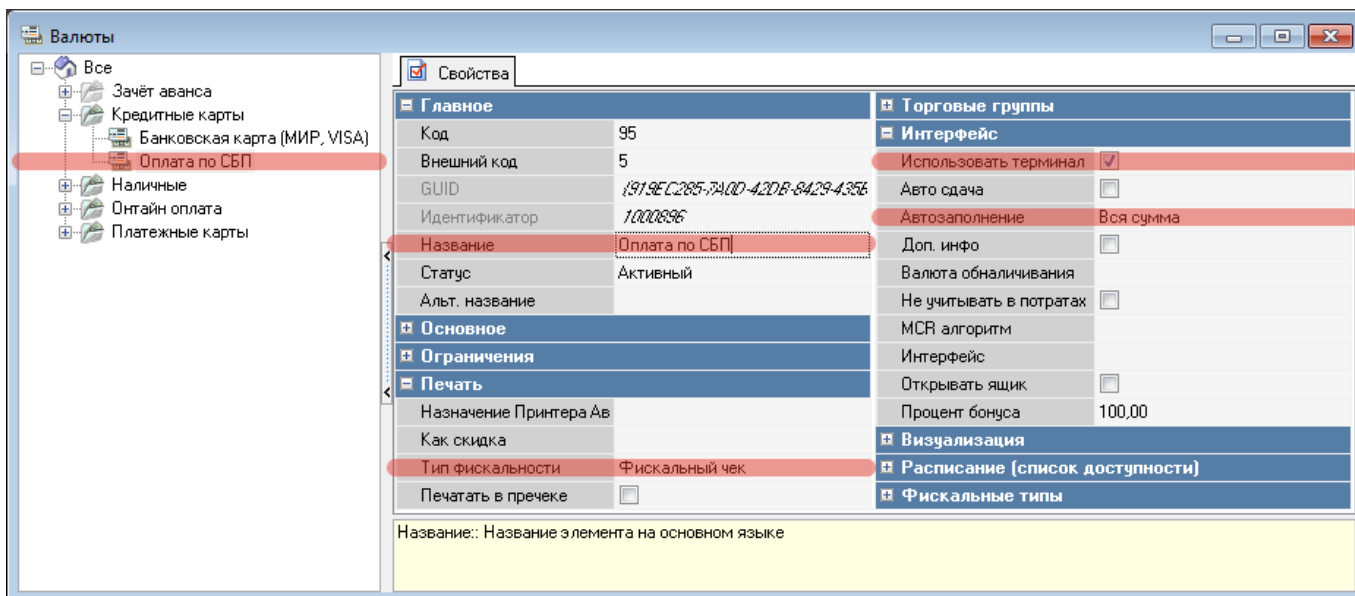 Валюты
Все
Зачёт аванса
Кредитные карты
Банковская карта (МИР, VISA)
Оплата по СБП
Наличные
Онтайн оплата
Платежные карты
Свойства
Главное
Код 95
Внешний код 5
GUID {919EC285-7A0D-42DB-8429-435B
Идентификатор 1000896
Название Оплата по СБП
Статус Активный
Альт. название
Основное
Ограничения
Печать
Назначение Принтера Ав
Как скидка
Тип фискальности Фискальный чек
Печатать в пречеке
Торговые группы
Интерфейс
Использовать терминал
Авто сдача
Автозаполнение Вся сумма
Доп. инфо
Валюта обналичивания
Не учитывать в потратах
MCR алгоритм
Интерфейс
Открывать ящик
Процент бонуса 100,00
Визуализация
Расписание (список доступности)
Фискальные типы
Название:: Название элемента на основном языке